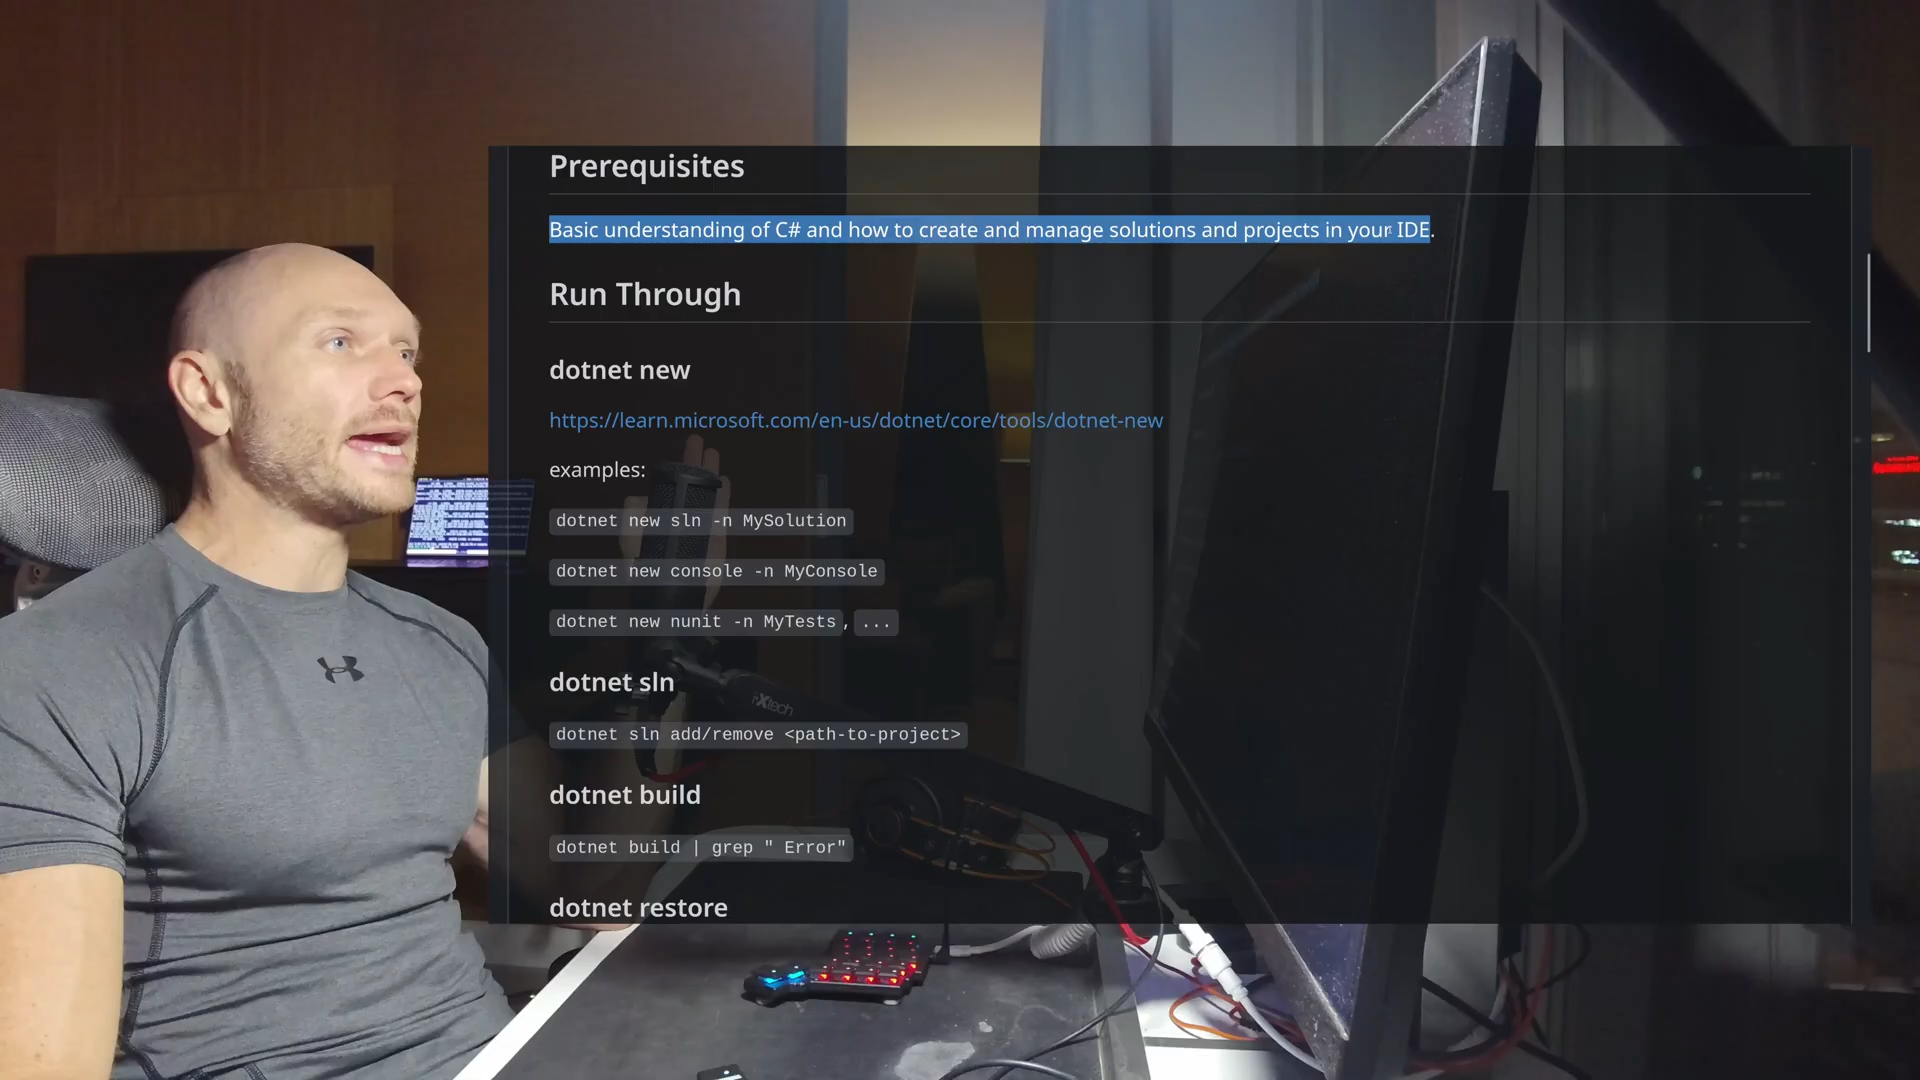 Prerequisites
Basic understanding of C# and how to create and manage solutions and projects in your IDE.
Run Through
dotnet new
https://learn.microsoft.com/en-us/dotnet/core/tools/dotnet-new
examples:
dotnet new sln -n MySolution
dotnet new console -n MyConsole
dotnet new nunit -n MyTests, ...
dotnet sln
dotnet sln add/remove <path-to-project>
dotnet build
dotnet build | grep " Error"
dotnet restore